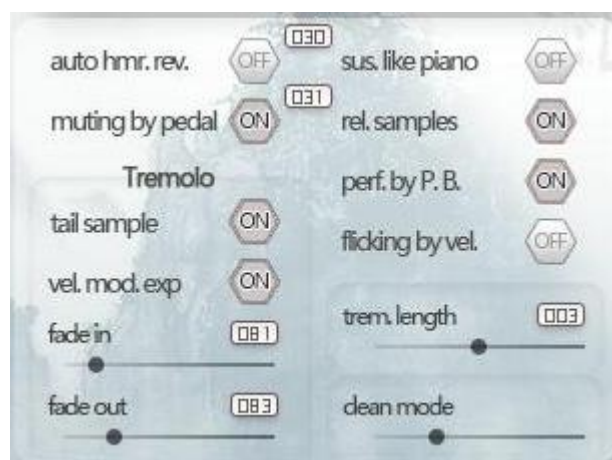 auto hmr. rev. OFF 030
muting by pedal ON 031
Tremolo
tail sample ON
vel. mod. exp ON
fade in 081
fade out 083
sus. like piano OFF
rel. samples ON
perf. by P. B. ON
flicking by vel. OFF
trem. length 003
clean mode